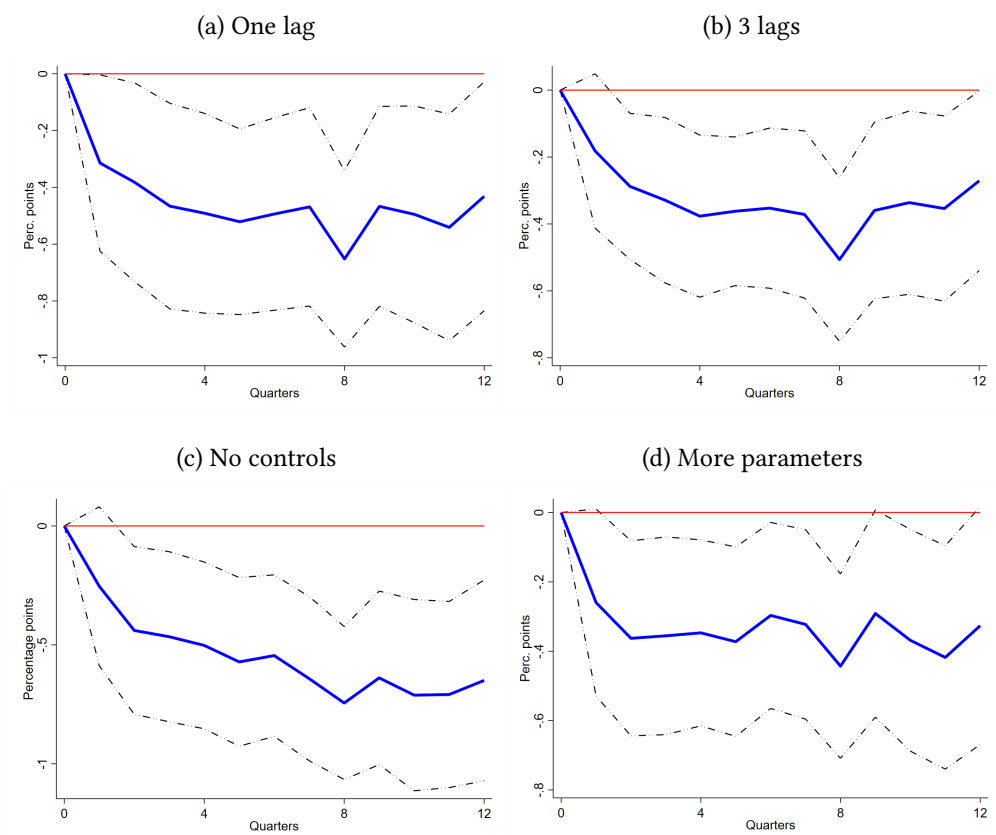 (a) One lag
0
-.2
-.4
-.6
-.8
-1
Perc. points
0 4 8 12
Quarters
(b) 3 lags
0
-.2
-.4
-.6
-.8
Perc. points
0 4 8 12
Quarters
(c) No controls
0
-.5
-1
Percentage points
0 4 8 12
Quarters
(d) More parameters
0
-.2
-.4
-.6
-.8
Perc. points
0 4 8 12
Quarters